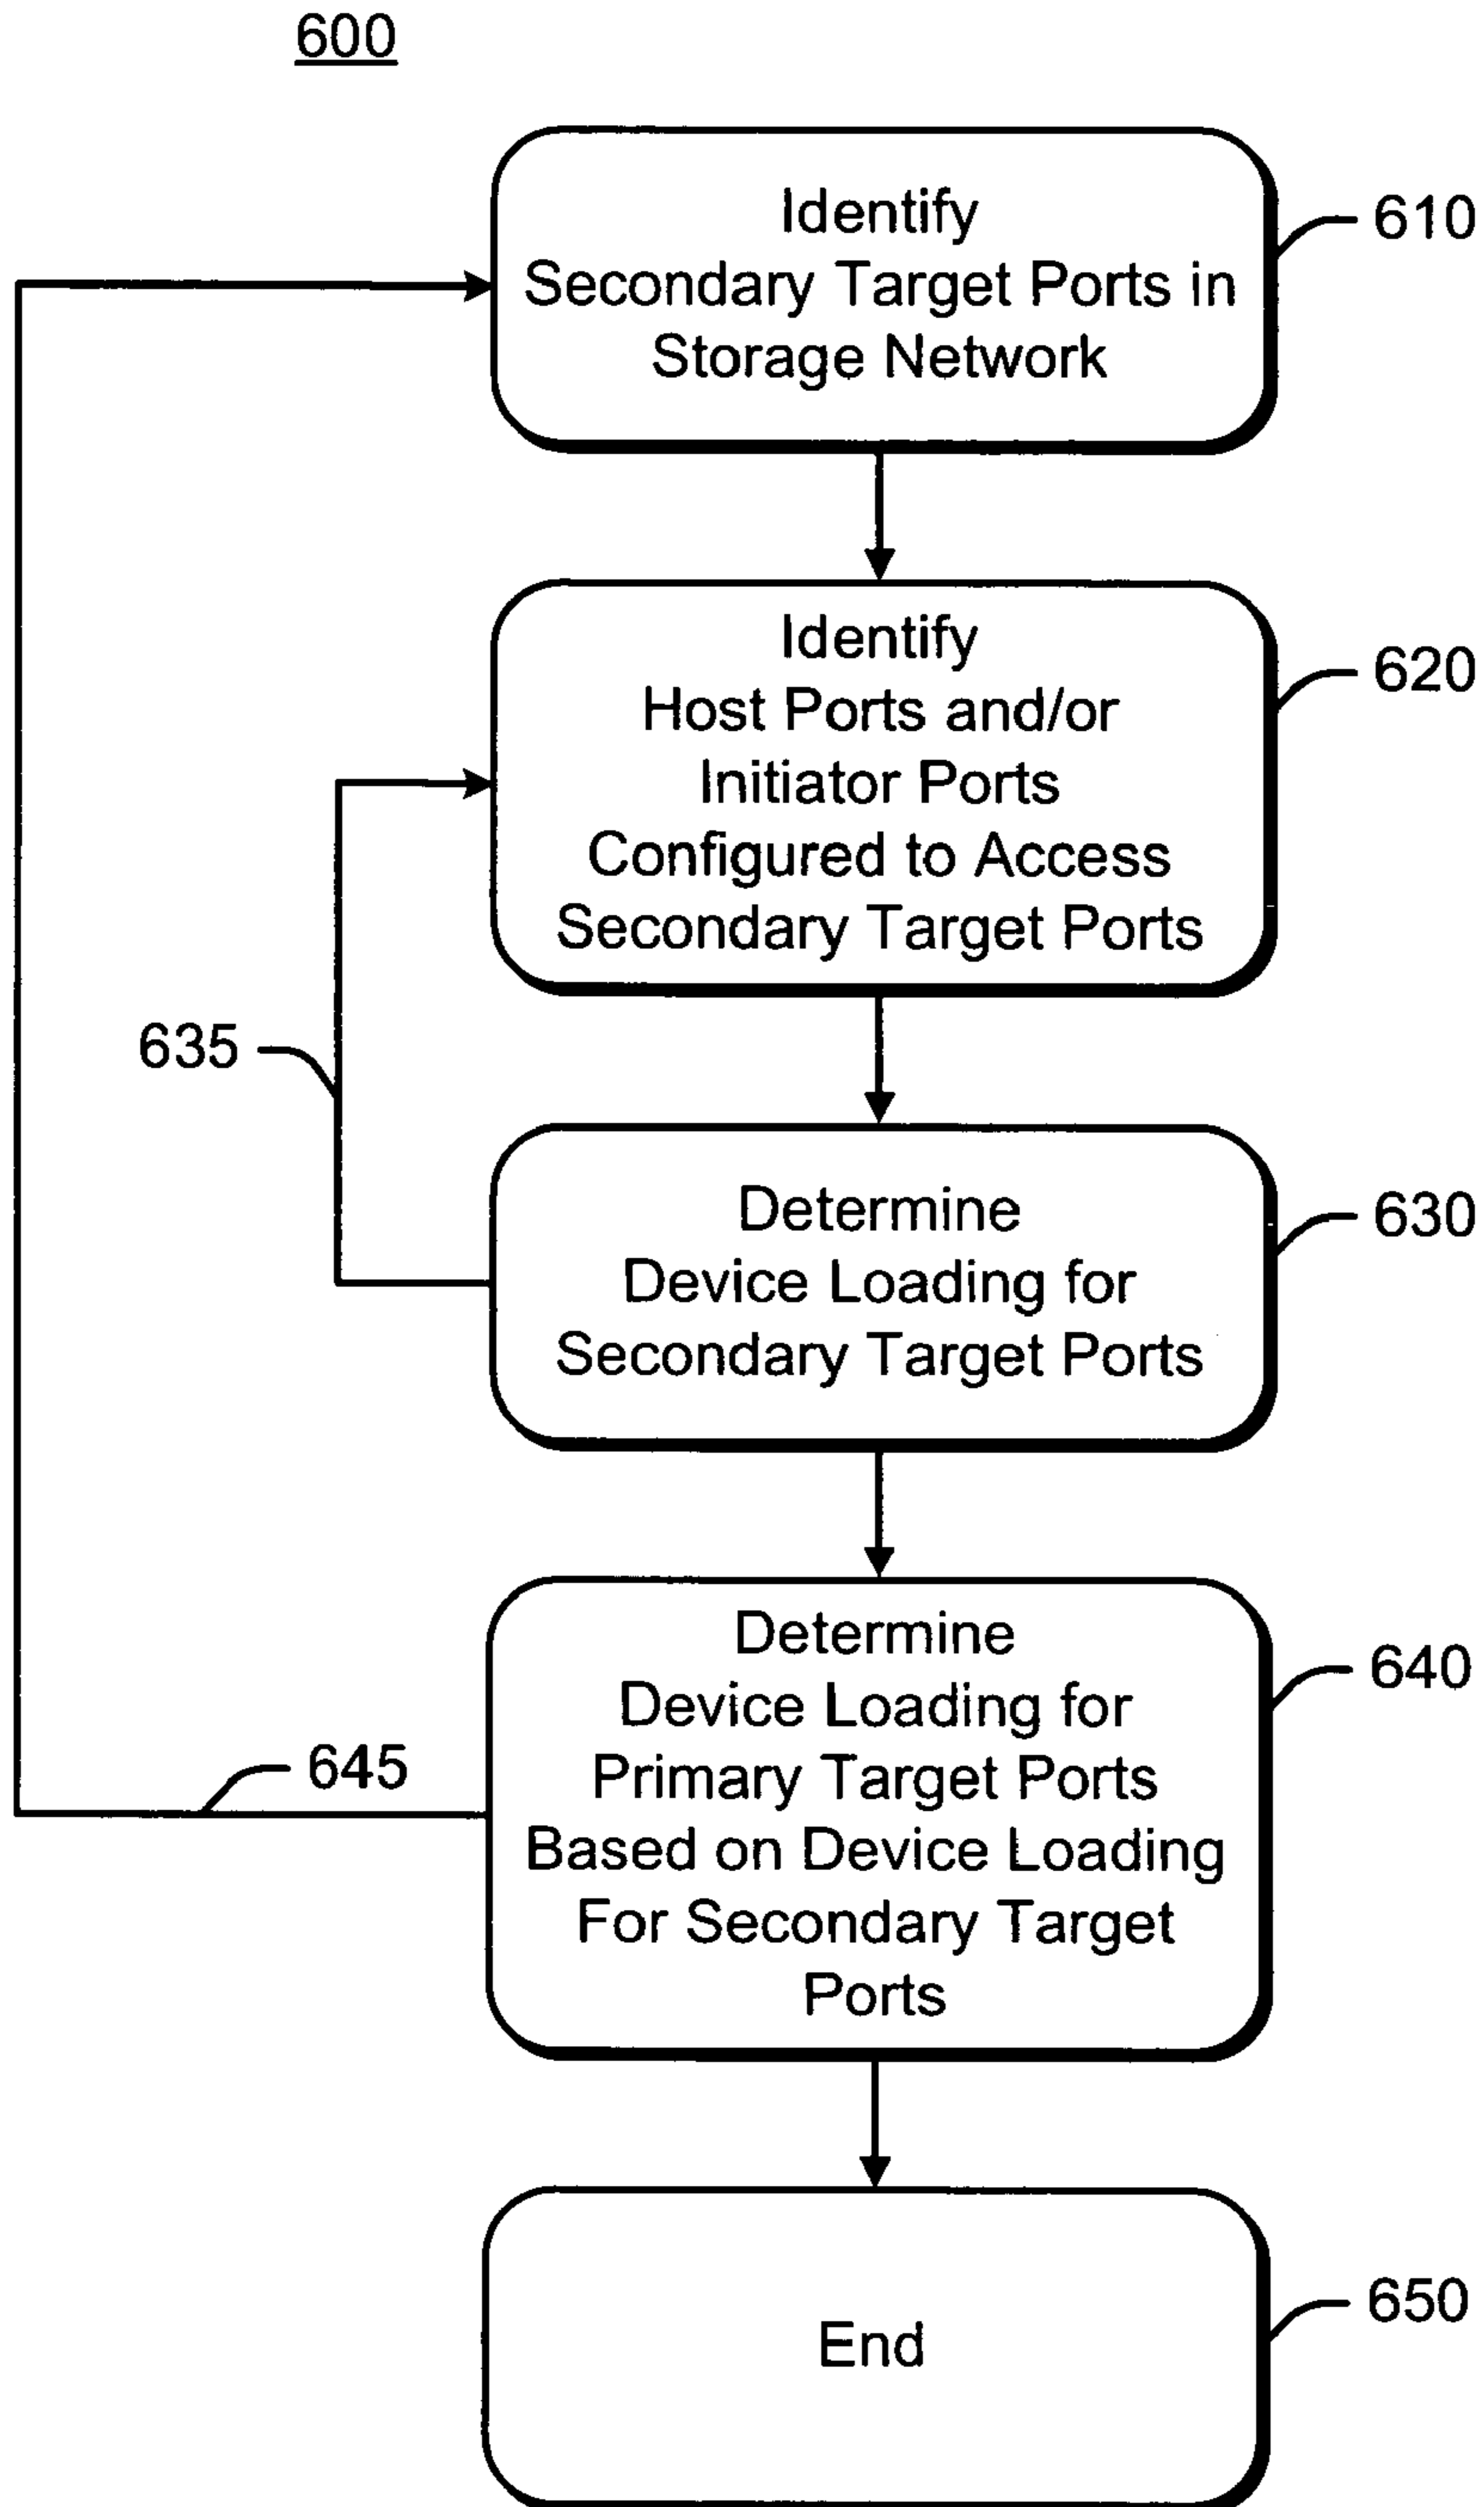 600
Identify
Secondary Target Ports in
Storage Network
610
Identify
Host Ports and/or
Initiator Ports
Configured to Access
Secondary Target Ports
620
635
Determine
Device Loading for
Secondary Target Ports
630
Determine
Device Loading for
Primary Target Ports
Based on Device Loading
For Secondary Target
Ports
640
645
End
650